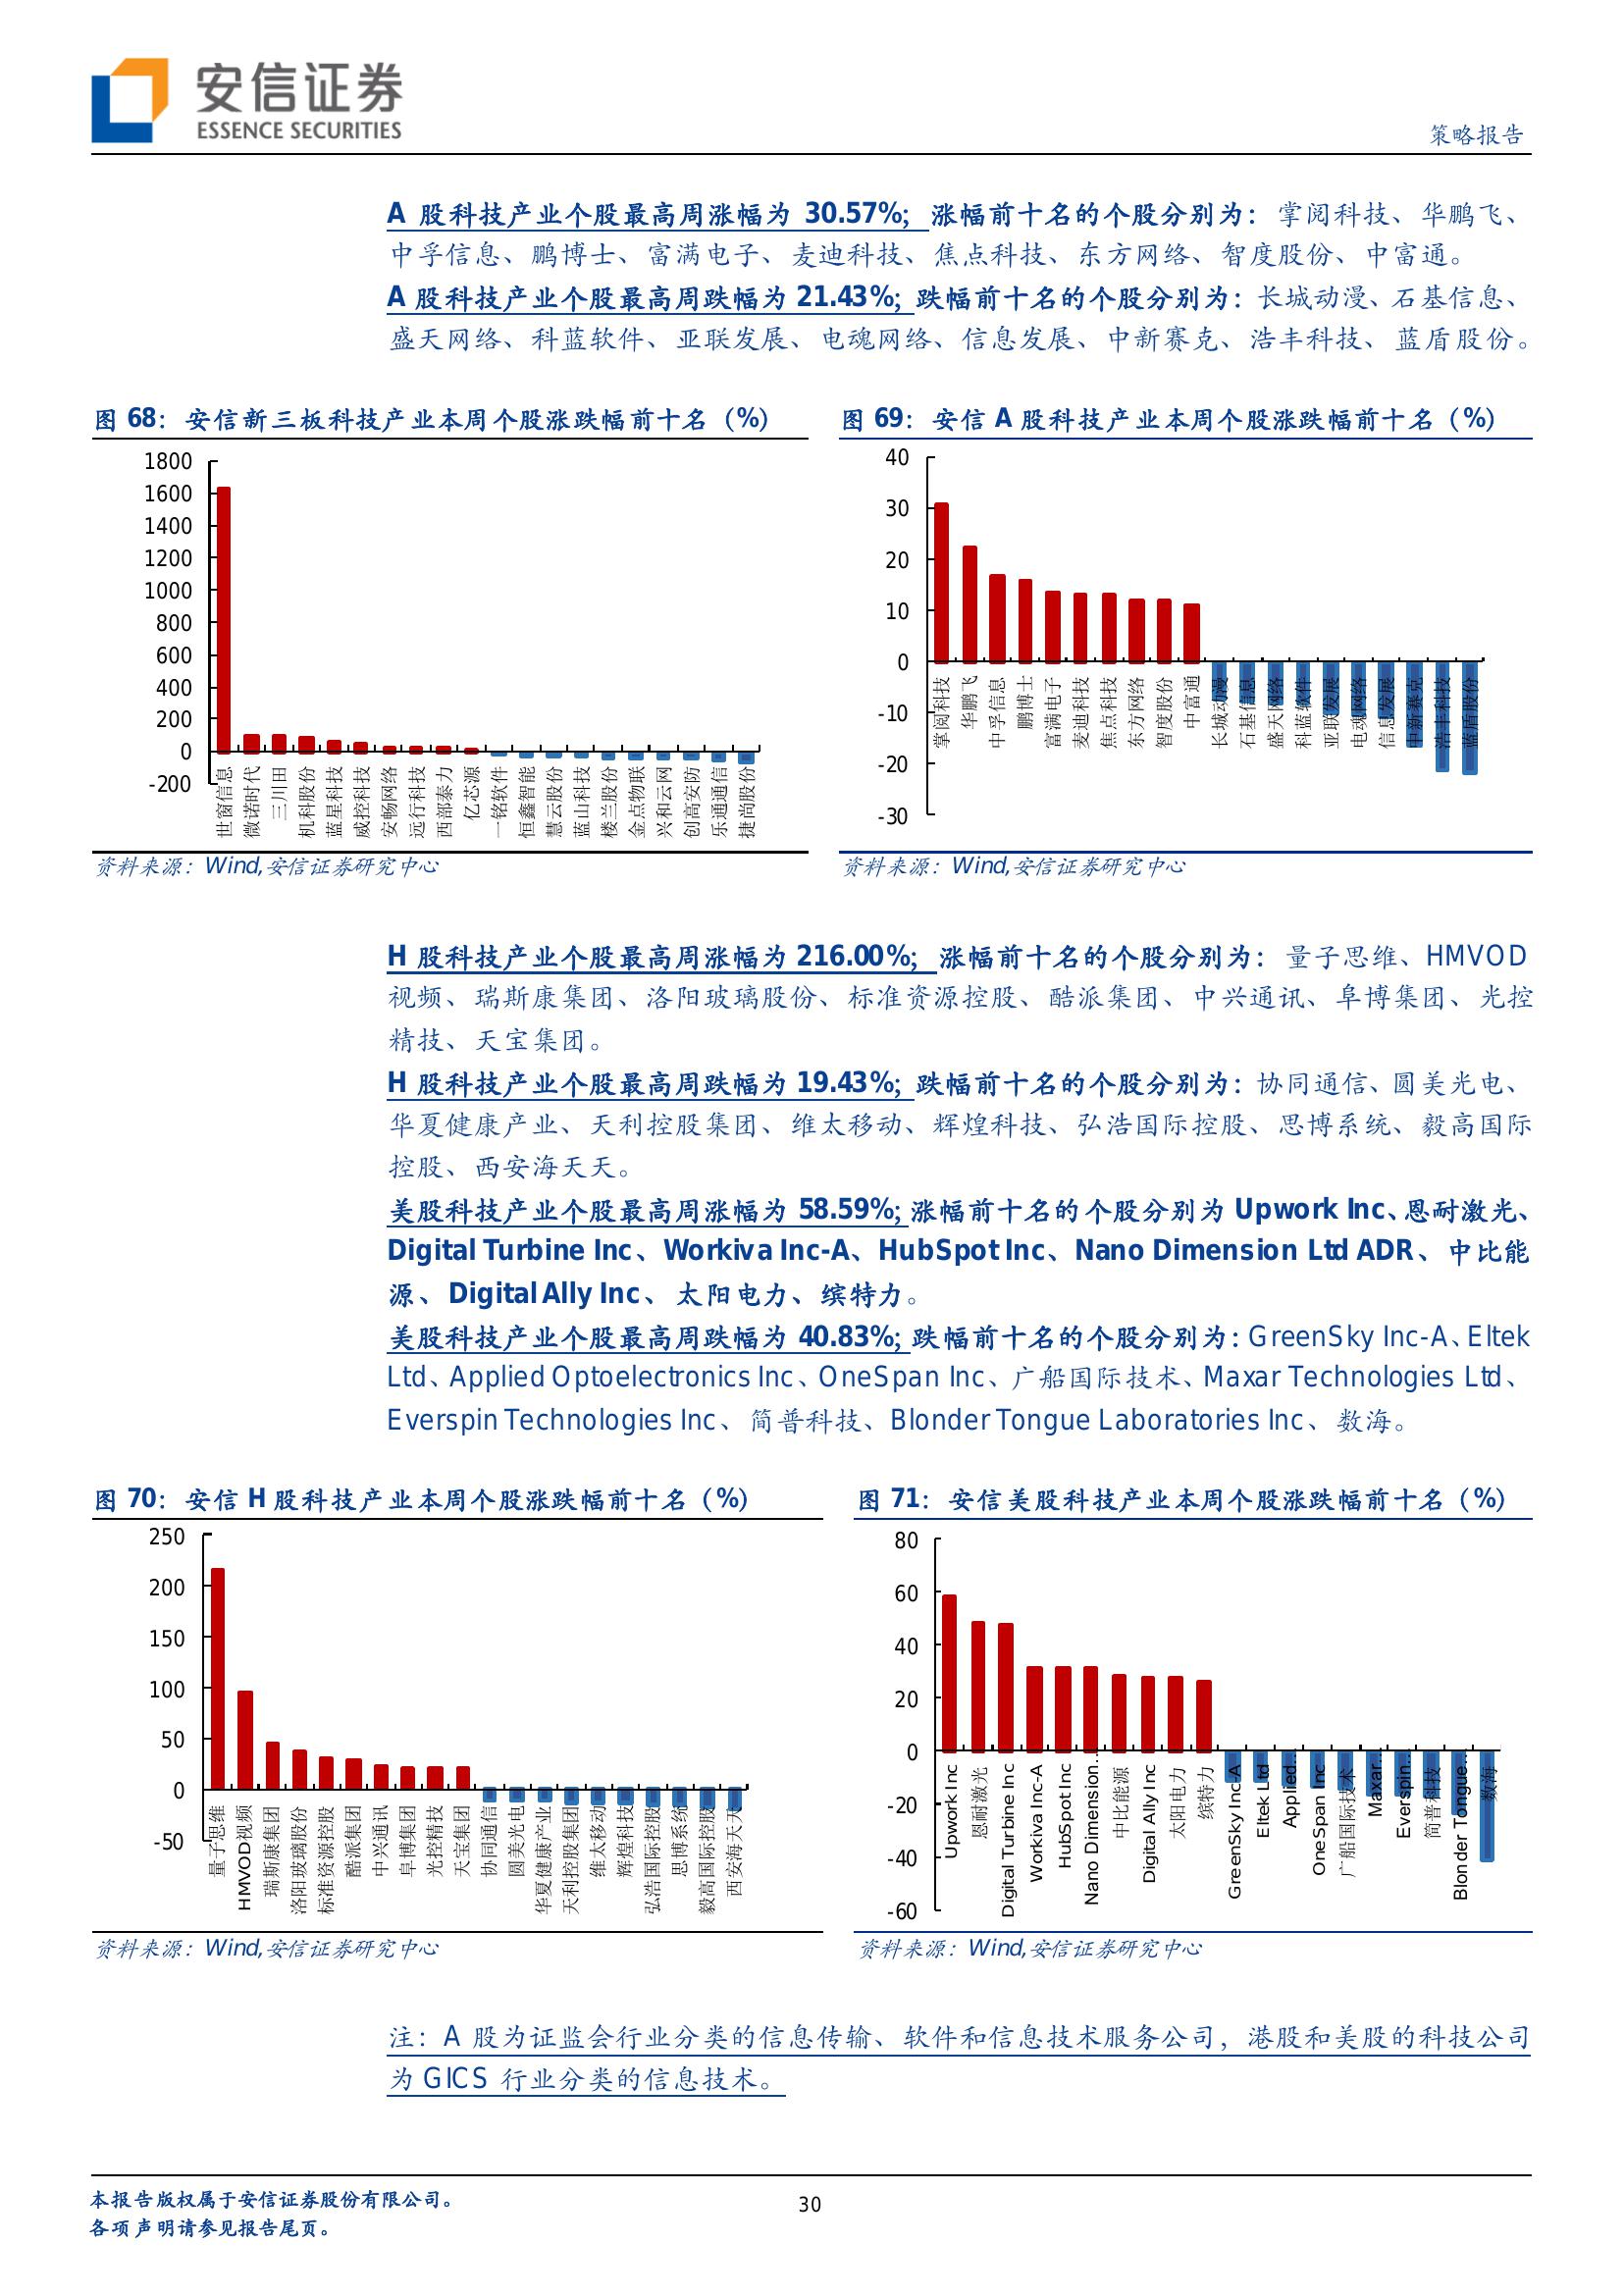 安信证券
ESSENCE SECURITIES
策略报告
A 股科技产业个股最高周涨幅为 30.57%；涨幅前十名的个股分别为：掌阅科技、华鹏飞、
中孚信息、鹏博士、富满电子、麦迪科技、焦点科技、东方网络、智度股份、中富通。
A 股科技产业个股最高周跌幅为 21.43%；跌幅前十名的个股分别为：长城动漫、石基信息、
盛天网络、科蓝软件、亚联发展、电魂网络、信息发展、中新赛克、浩丰科技、蓝盾股份。
图 68：安信新三板科技产业本周个股涨跌幅前十名（%）
1800
1600
1400
1200
1000
800
600
400
200
0
-200
世窗信息
微诺时代
三川田
机科股份
蓝星科技
威控科技
安畅网络
远行科技
西部泰力
亿芯源
一铭软件
恒鑫智能
慧云股份
蓝山科技
楼兰股份
金点物联
兴和云网
创高安防
乐通通信
捷尚股份
资料来源：Wind,安信证券研究中心
图 69：安信 A 股科技产业本周个股涨跌幅前十名（%）
40
30
20
10
0
-10
-20
-30
掌阅科技
华鹏飞
中孚信息
鹏博士
富满电子
麦迪科技
焦点科技
东方网络
智度股份
中富通
长城动漫
石基信息
盛天网络
科蓝软件
亚联发展
电魂网络
信息发展
中新赛克
浩丰科技
蓝盾股份
资料来源：Wind,安信证券研究中心
H 股科技产业个股最高周涨幅为 216.00%；涨幅前十名的个股分别为：量子思维、HMVOD
视频、瑞斯康集团、洛阳玻璃股份、标准资源控股、酷派集团、中兴通讯、阜博集团、光控
精技、天宝集团。
H 股科技产业个股最高周跌幅为 19.43%；跌幅前十名的个股分别为：协同通信、圆美光电、
华夏健康产业、天利控股集团、维太移动、辉煌科技、弘浩国际控股、思博系统、毅高国际
控股、西安海天天。
美股科技产业个股最高周涨幅为 58.59%；涨幅前十名的个股分别为 Upwork Inc、恩耐激光、
Digital Turbine Inc、Workiva Inc-A、HubSpot Inc、Nano Dimension Ltd ADR、中比能
源、Digital Ally Inc、太阳电力、缤特力。
美股科技产业个股最高周跌幅为 40.83%；跌幅前十名的个股分别为：GreenSky Inc-A、Eltek
Ltd、Applied Optoelectronics Inc、OneSpan Inc、广船国际技术、Maxar Technologies Ltd、
Everspin Technologies Inc、简普科技、Blonder Tongue Laboratories Inc、数海。
图 70：安信 H 股科技产业本周个股涨跌幅前十名（%）
250
200
150
100
50
0
-50
量子思维
HMVOD视频
瑞斯康集团
洛阳玻璃股份
标准资源控股
酷派集团
中兴通讯
阜博集团
光控精技
天宝集团
协同通信
圆美光电
华夏健康产业
天利控股集团
维太移动
辉煌科技
弘浩国际控股
思博系统
毅高国际控股
西安海天天
资料来源：Wind,安信证券研究中心
图 71：安信美股科技产业本周个股涨跌幅前十名（%）
80
60
40
20
0
-20
-40
-60
Upwork Inc
恩耐激光
Digital Turbine Inc
Workiva Inc-A
HubSpot Inc
Nano Dimension…
中比能源
Digital Ally Inc
太阳电力
缤特力
GreenSky Inc-A
Eltek Ltd
Applied…
OneSpan Inc
广船国际技术
Maxar…
Everspin…
简普科技
Blonder Tongue…
数海
资料来源：Wind,安信证券研究中心
注：A 股为证监会行业分类的信息传输、软件和信息技术服务公司，港股和美股的科技公司
为 GICS 行业分类的信息技术。
本报告版权属于安信证券股份有限公司。
各项声明请参见报告尾页。
30